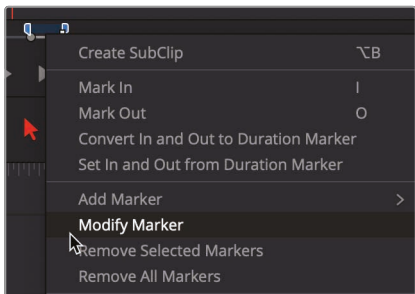 Create SubClip ⌥B
Mark In I
Mark Out O
Convert In and Out to Duration Marker
Set In and Out from Duration Marker
Add Marker >
Modify Marker
Remove Selected Markers
Remove All Markers